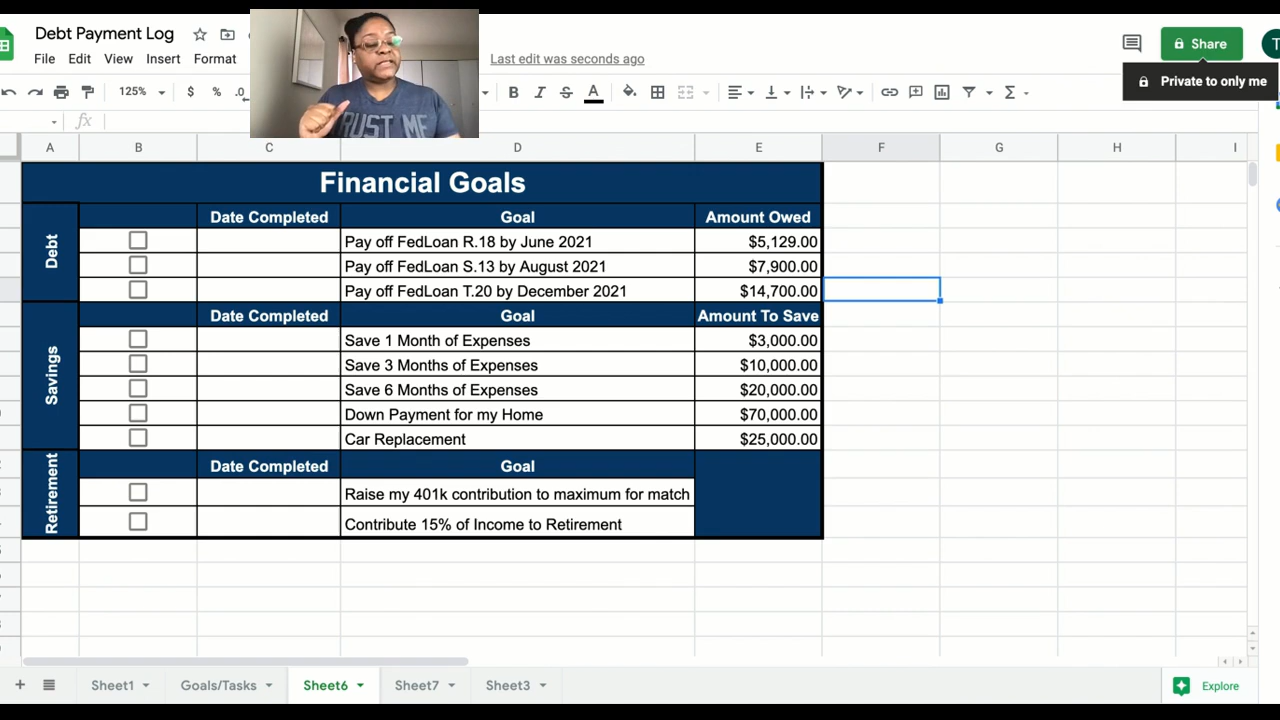 Debt Payment Log
File Edit View Insert Format
Last edit was seconds ago
Share
T
Private to only me
125% $ % .0 B I S A Σ
fx
TRUST ME
A B C D E F G H I
Financial Goals
Debt
Date Completed Goal Amount Owed
Pay off FedLoan R.18 by June 2021 $5,129.00
Pay off FedLoan S.13 by August 2021 $7,900.00
Pay off FedLoan T.20 by December 2021 $14,700.00
Savings
Date Completed Goal Amount To Save
Save 1 Month of Expenses $3,000.00
Save 3 Months of Expenses $10,000.00
Save 6 Months of Expenses $20,000.00
Down Payment for my Home $70,000.00
Car Replacement $25,000.00
Retirement
Date Completed Goal
Raise my 401k contribution to maximum for match
Contribute 15% of Income to Retirement
Sheet1 Goals/Tasks Sheet6 Sheet7 Sheet3 Explore